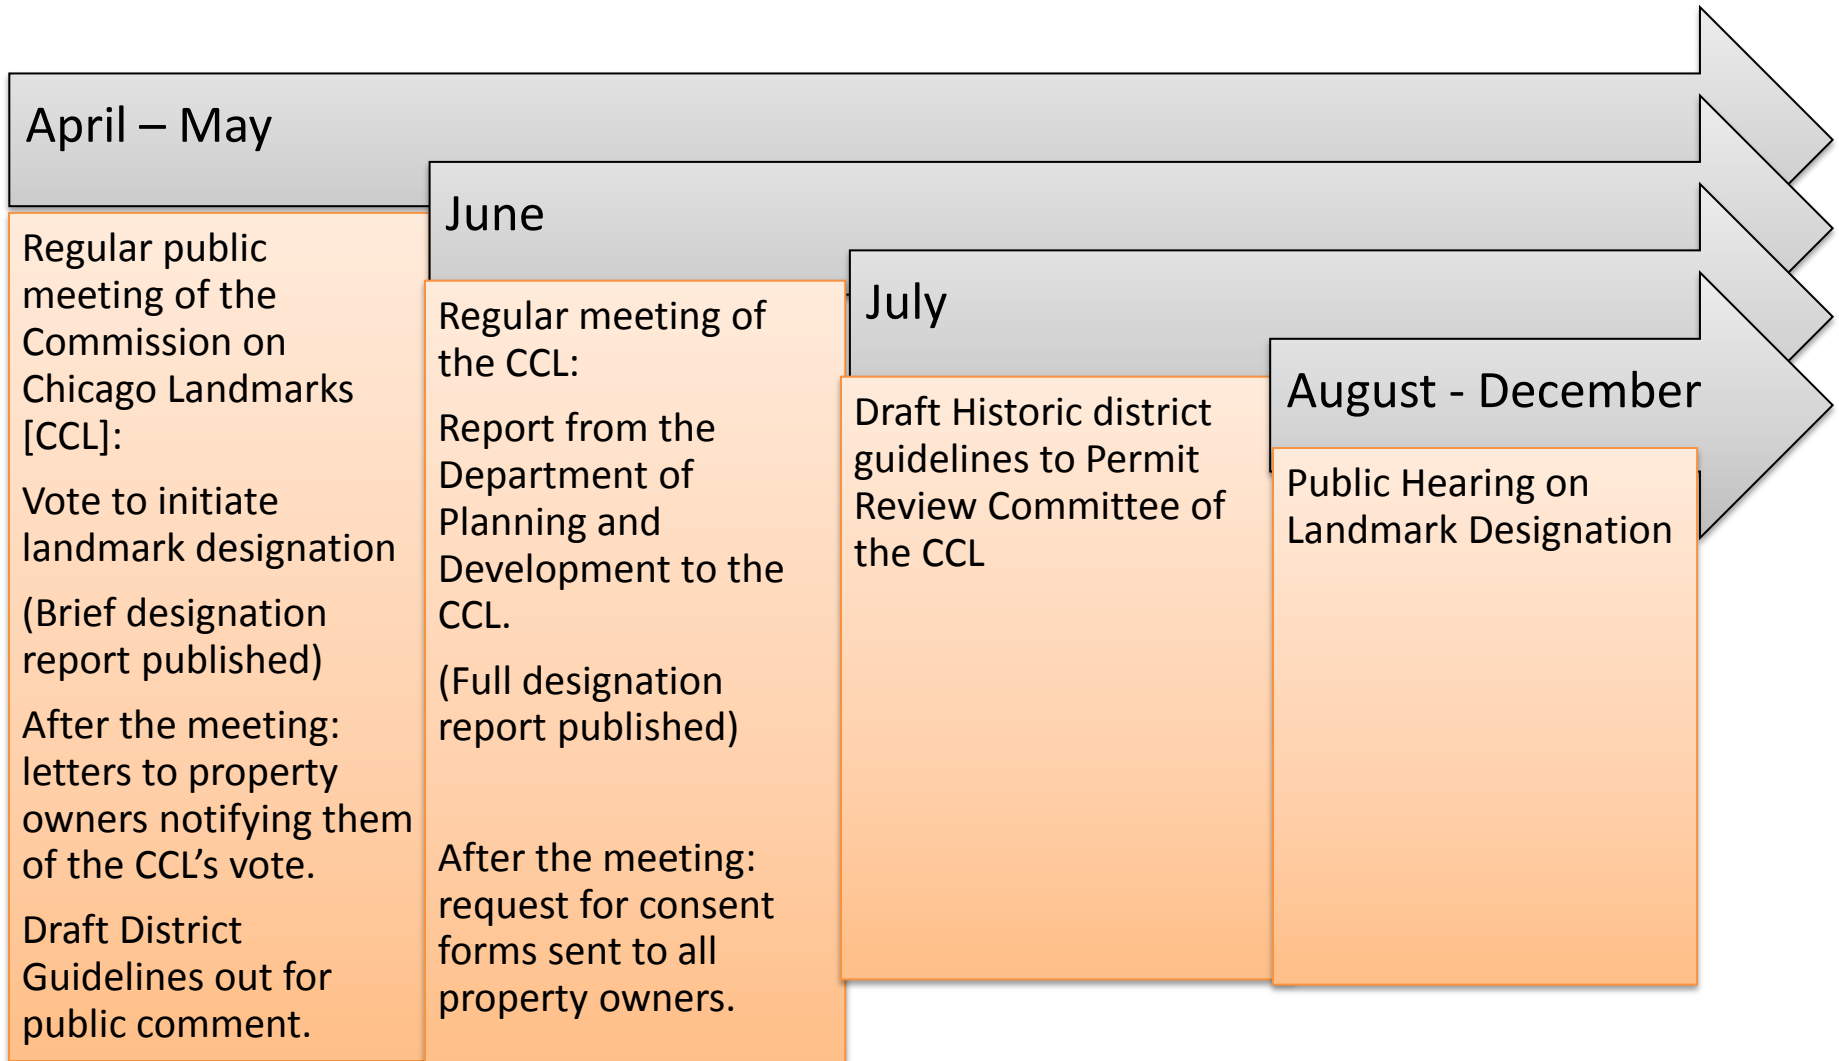 April – May
Regular public
meeting of the
Commission on
Chicago Landmarks
[CCL]:
Vote to initiate
landmark designation
(Brief designation
report published)
After the meeting:
letters to property
owners notifying them
of the CCL’s vote.
Draft District
Guidelines out for
public comment.
June
Regular meeting of
the CCL:
Report from the
Department of
Planning and
Development to the
CCL.
(Full designation
report published)
After the meeting:
request for consent
forms sent to all
property owners.
July
Draft Historic district
guidelines to Permit
Review Committee of
the CCL
August - December
Public Hearing on
Landmark Designation